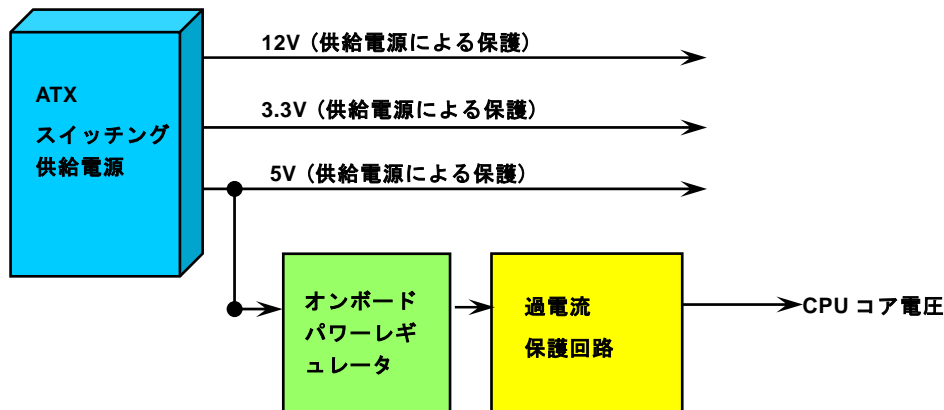 12V (供給電源による保護)
ATX
スイッチング
供給電源
3.3V (供給電源による保護)
5V (供給電源による保護)
オンボード
パワーレギ
ュレータ
過電流
保護回路
CPU コア電圧